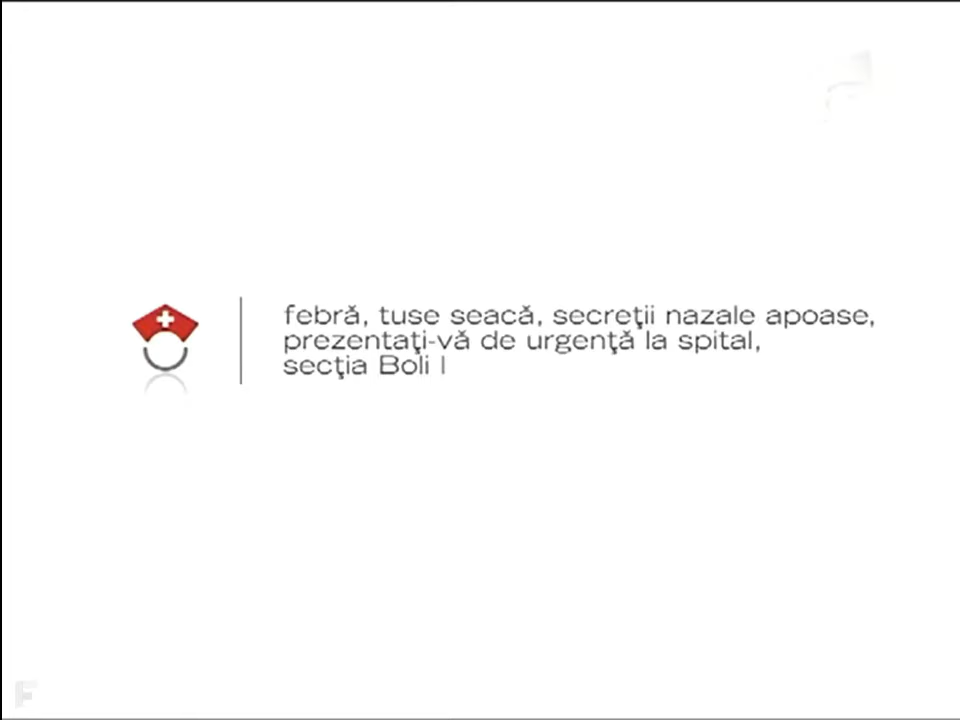 febră, tuse seacă, secreţii nazale apoase,
prezentaţi-vă de urgenţă la spital,
secţia Boli I
F